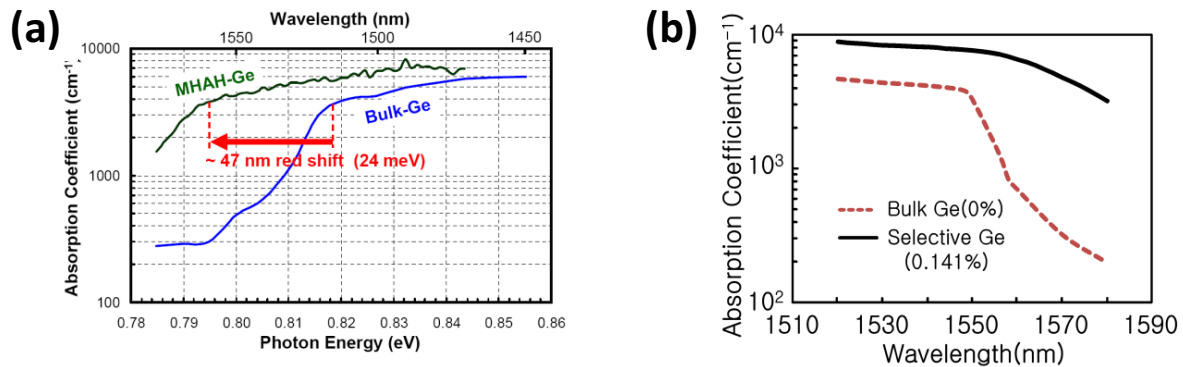 (a)
Wavelength (nm)
1550
1500
1450
10000
1000
100
Absorption Coefficient (cm⁻¹,
MHAH-Ge
Bulk-Ge
~ 47 nm red shift (24 meV)
0.78
0.79
0.80
0.81
0.82
0.83
0.84
0.85
0.86
Photon Energy (eV)
(b)
10⁴
10³
10²
Absorption Coefficient(cm⁻¹)
Bulk Ge(0%)
Selective Ge
(0.141%)
1510
1530
1550
1570
1590
Wavelength(nm)